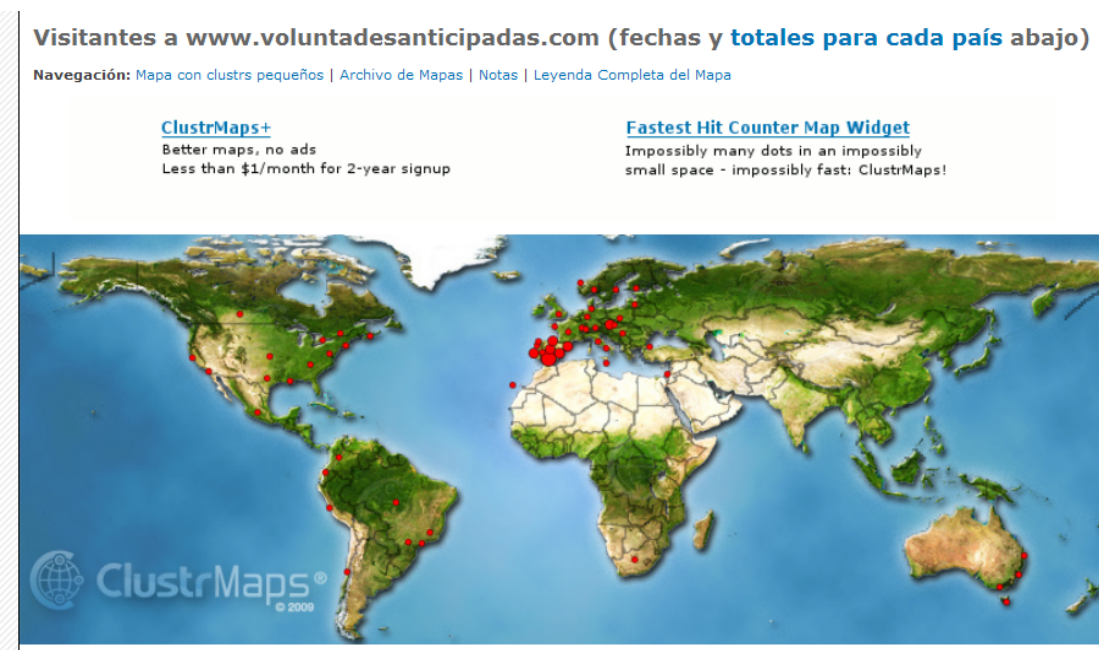 Visitantes a www.voluntadesanticipadas.com (fechas y totales para cada país abajo)
Navegación: Mapa con clustrs pequeños | Archivo de Mapas | Notas | Leyenda Completa del Mapa
ClustrMaps+
Better maps, no ads
Less than $1/month for 2-year signup
Fastest Hit Counter Map Widget
Impossibly many dots in an impossibly
small space - impossibly fast: ClustrMaps!
ClustrMaps®
© 2009